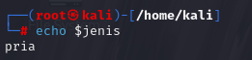 ┌──(root㉿kali)-[/home/kali]
└─# echo $jenis
pria